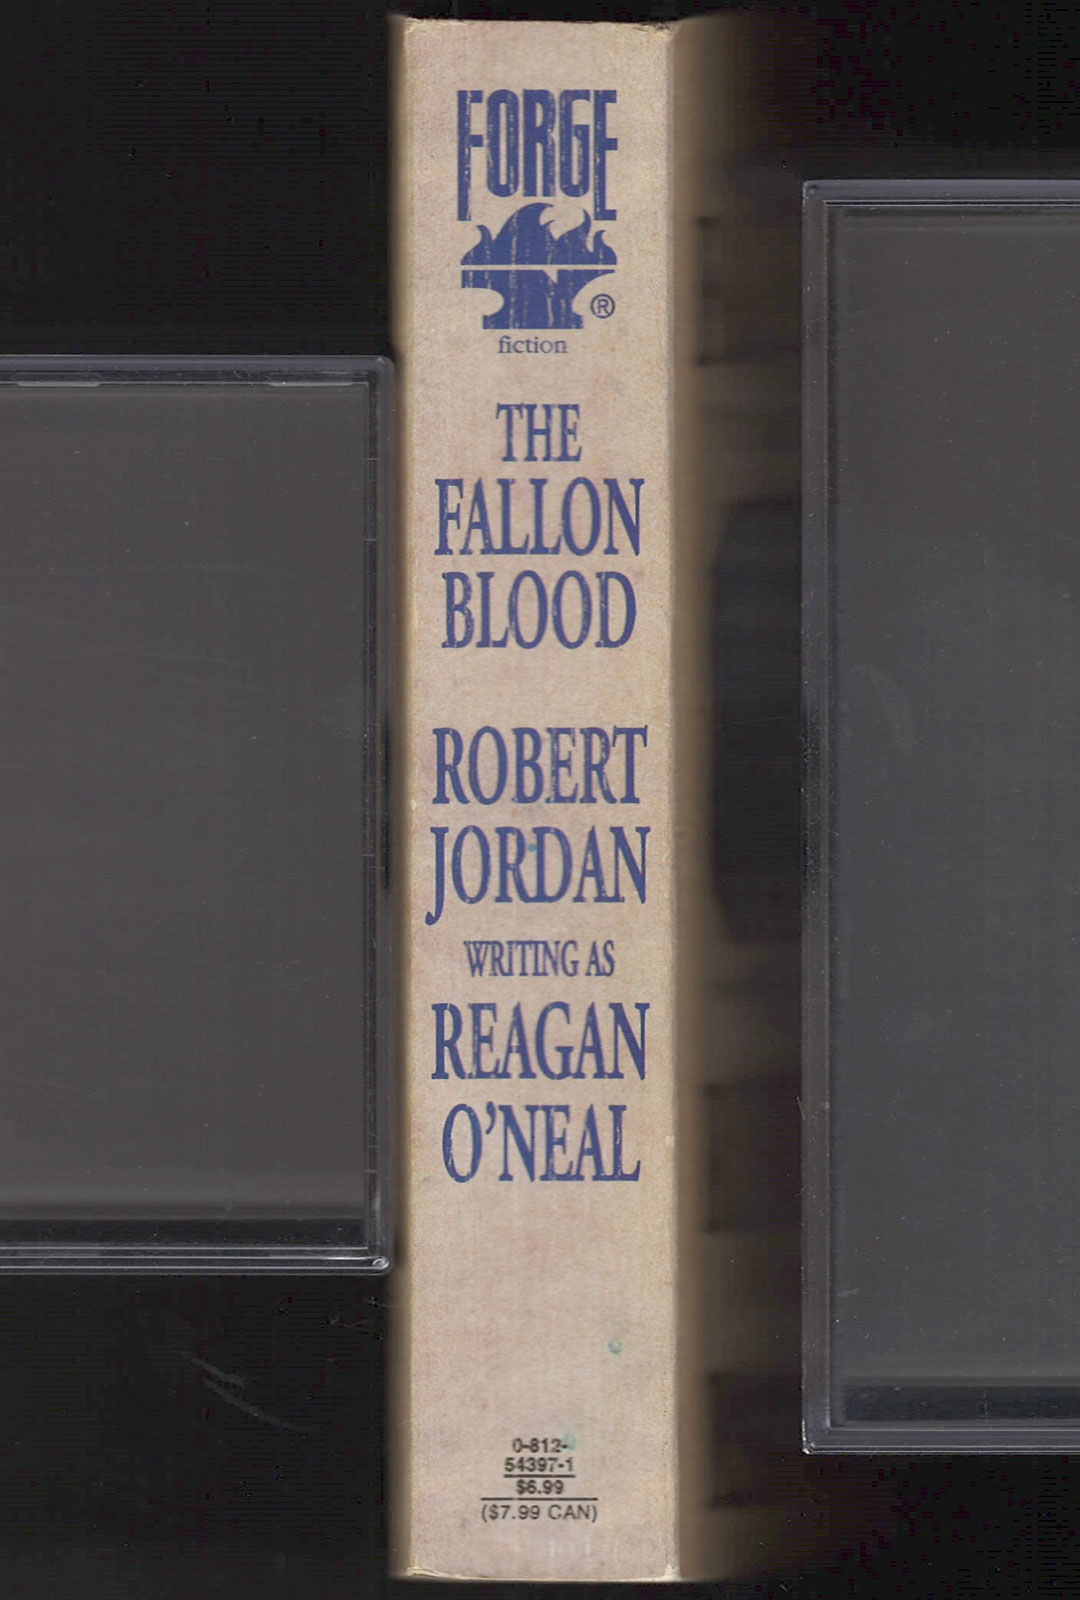 FORGE
®
fiction
THE
FALLON
BLOOD
ROBERT
JORDAN
WRITING AS
REAGAN
O'NEAL
0-812-
54397-1
$6.99
($7.99 CAN)